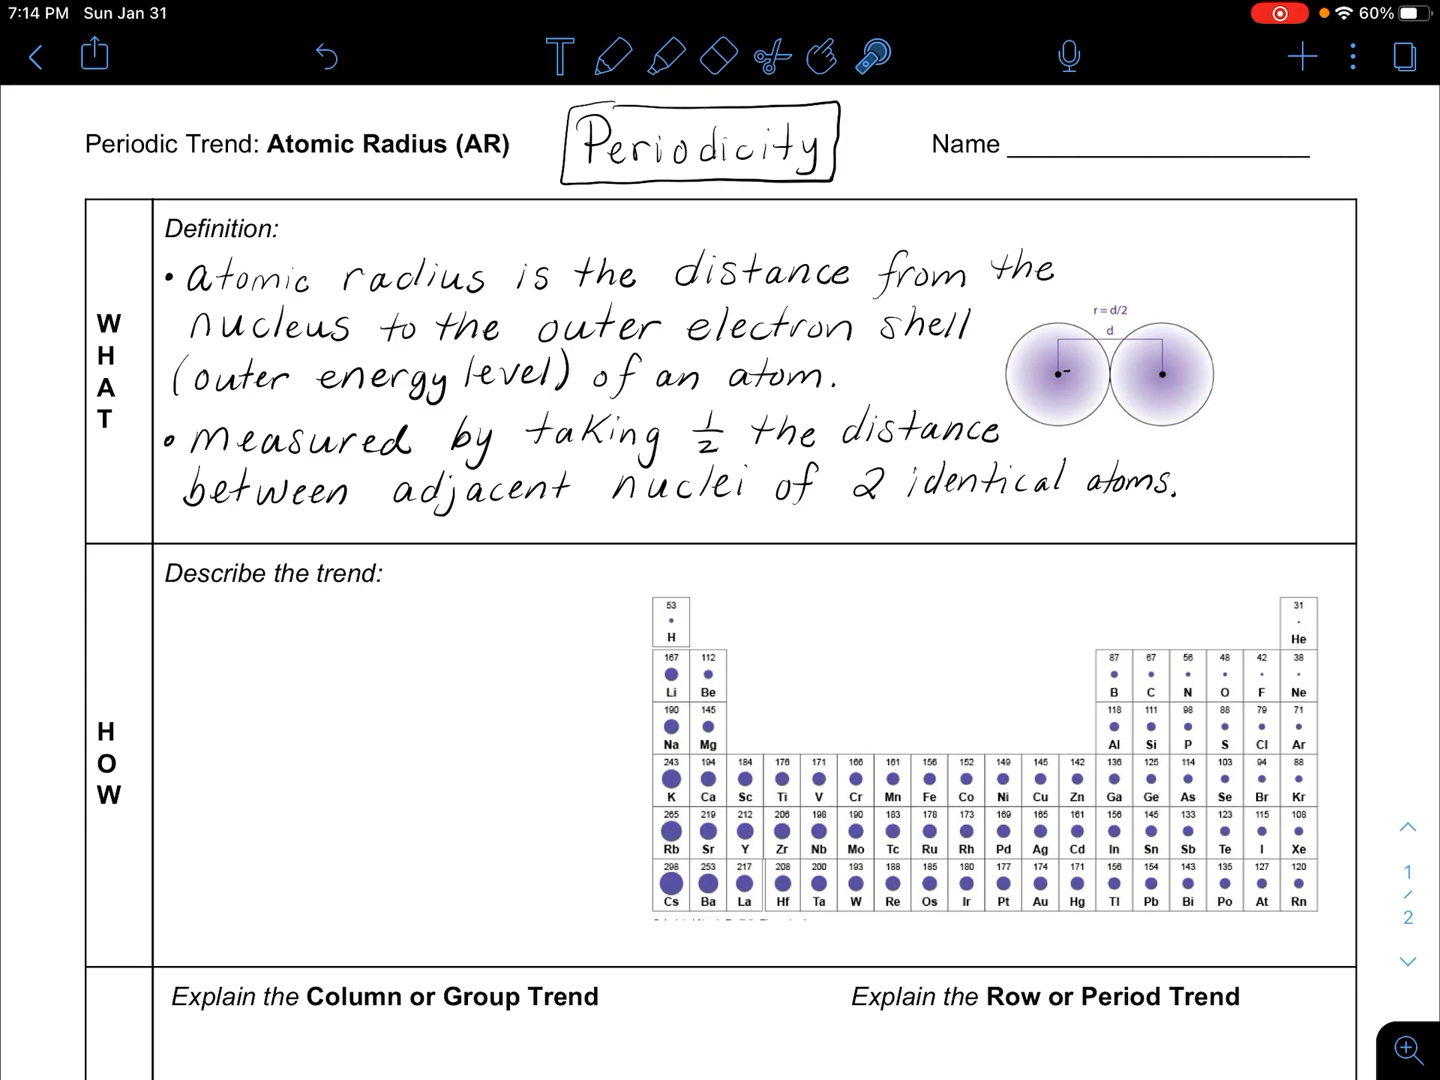 7:14 PM Sun Jan 31 60%
Periodic Trend: Atomic Radius (AR) Periodicity Name
WHAT
Definition:
• atomic radius is the distance from the
nucleus to the outer electron shell
(outer energy level) of an atom.
• measured by taking 1/2 the distance
between adjacent nuclei of 2 identical atoms.
r = d/2
d
HOW
Describe the trend:
53 31
H He
167 112 87 67 56 48 42 38
Li Be B C N O F Ne
190 145 118 111 98 88 79 71
Na Mg Al Si P S Cl Ar
243 194 184 176 171 166 161 156 152 149 145 142 136 125 114 103 94 88
K Ca Sc Ti V Cr Mn Fe Co Ni Cu Zn Ga Ge As Se Br Kr
265 219 212 206 198 190 183 178 173 169 165 161 156 145 133 123 115 108
Rb Sr Y Zr Nb Mo Tc Ru Rh Pd Ag Cd In Sn Sb Te I Xe
298 253 217 208 200 193 188 185 180 177 174 171 156 154 143 135 127 120
Cs Ba La Hf Ta W Re Os Ir Pt Au Hg Tl Pb Bi Po At Rn
1
/
2
Explain the Column or Group Trend Explain the Row or Period Trend